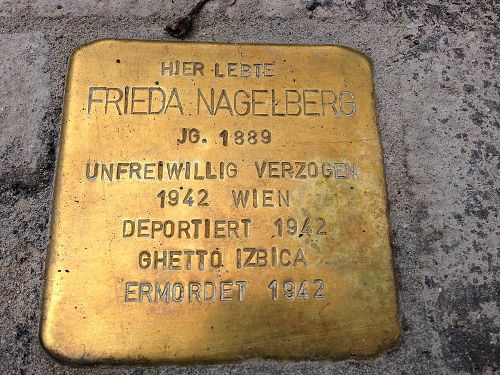 HIER LEBTE
FRIEDA NAGELBERG
JG. 1889
UNFREIWILLIG VERZOGEN
1942 WIEN
DEPORTIERT 1942
GHETTO IZBICA
ERMORDET 1942